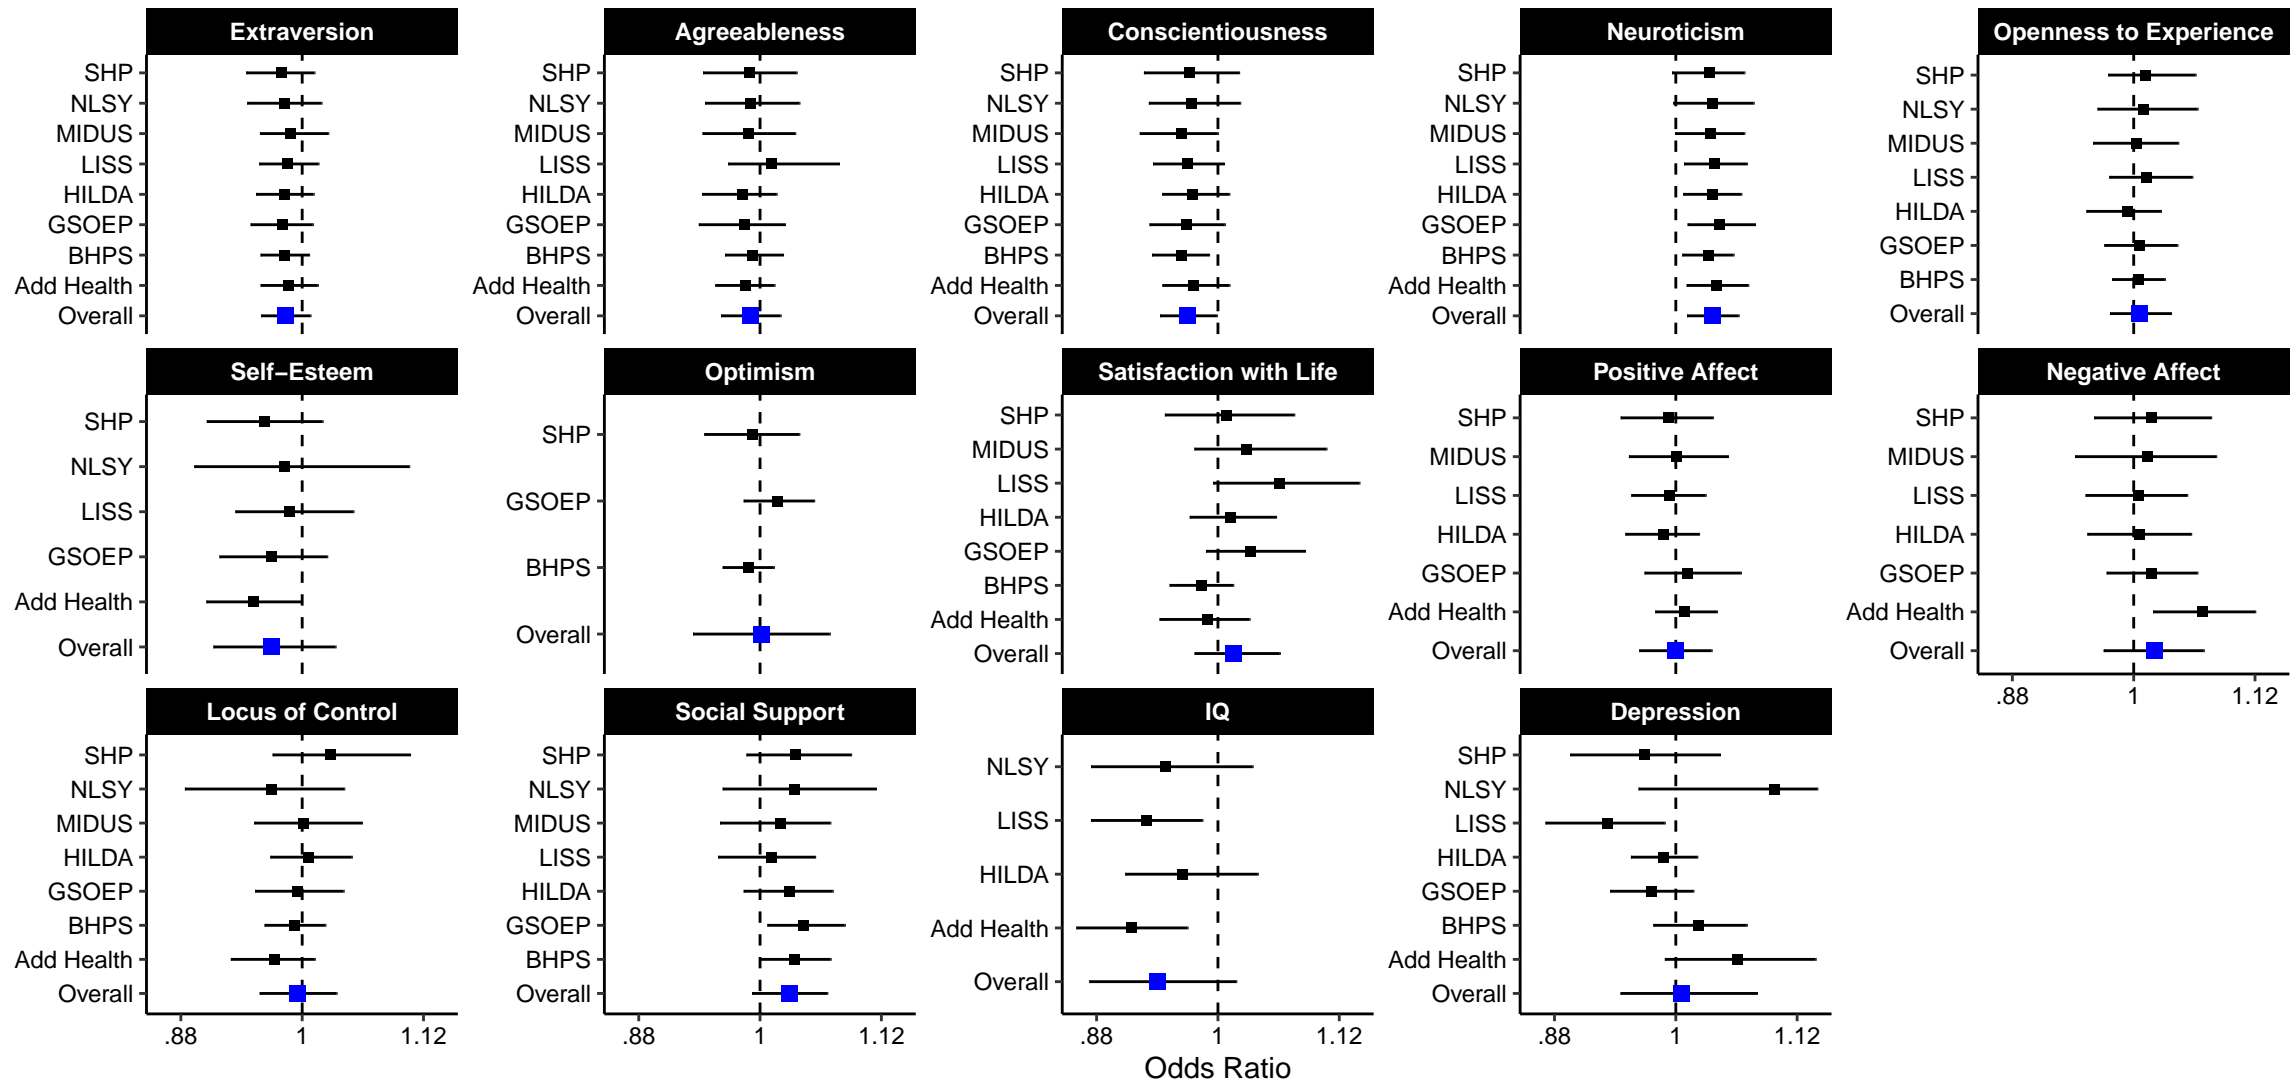 Extraversion
SHP
NLSY
MIDUS
LISS
HILDA
GSOEP
BHPS
Add Health
Overall
Agreeableness
SHP
NLSY
MIDUS
LISS
HILDA
GSOEP
BHPS
Add Health
Overall
Conscientiousness
SHP
NLSY
MIDUS
LISS
HILDA
GSOEP
BHPS
Add Health
Overall
Neuroticism
SHP
NLSY
MIDUS
LISS
HILDA
GSOEP
BHPS
Add Health
Overall
Openness to Experience
SHP
NLSY
MIDUS
LISS
HILDA
GSOEP
BHPS
Overall
Self−Esteem
SHP
NLSY
LISS
GSOEP
Add Health
Overall
Optimism
SHP
GSOEP
BHPS
Overall
Satisfaction with Life
SHP
MIDUS
LISS
HILDA
GSOEP
BHPS
Add Health
Overall
Positive Affect
SHP
MIDUS
LISS
HILDA
GSOEP
Add Health
Overall
Negative Affect
SHP
MIDUS
LISS
HILDA
GSOEP
Add Health
Overall
.88 1 1.12
Locus of Control
SHP
NLSY
MIDUS
HILDA
GSOEP
BHPS
Add Health
Overall
.88 1 1.12
Social Support
SHP
NLSY
MIDUS
LISS
HILDA
GSOEP
BHPS
Overall
.88 1 1.12
IQ
NLSY
LISS
HILDA
Add Health
Overall
.88 1 1.12
Depression
SHP
NLSY
LISS
HILDA
GSOEP
BHPS
Add Health
Overall
.88 1 1.12
Odds Ratio